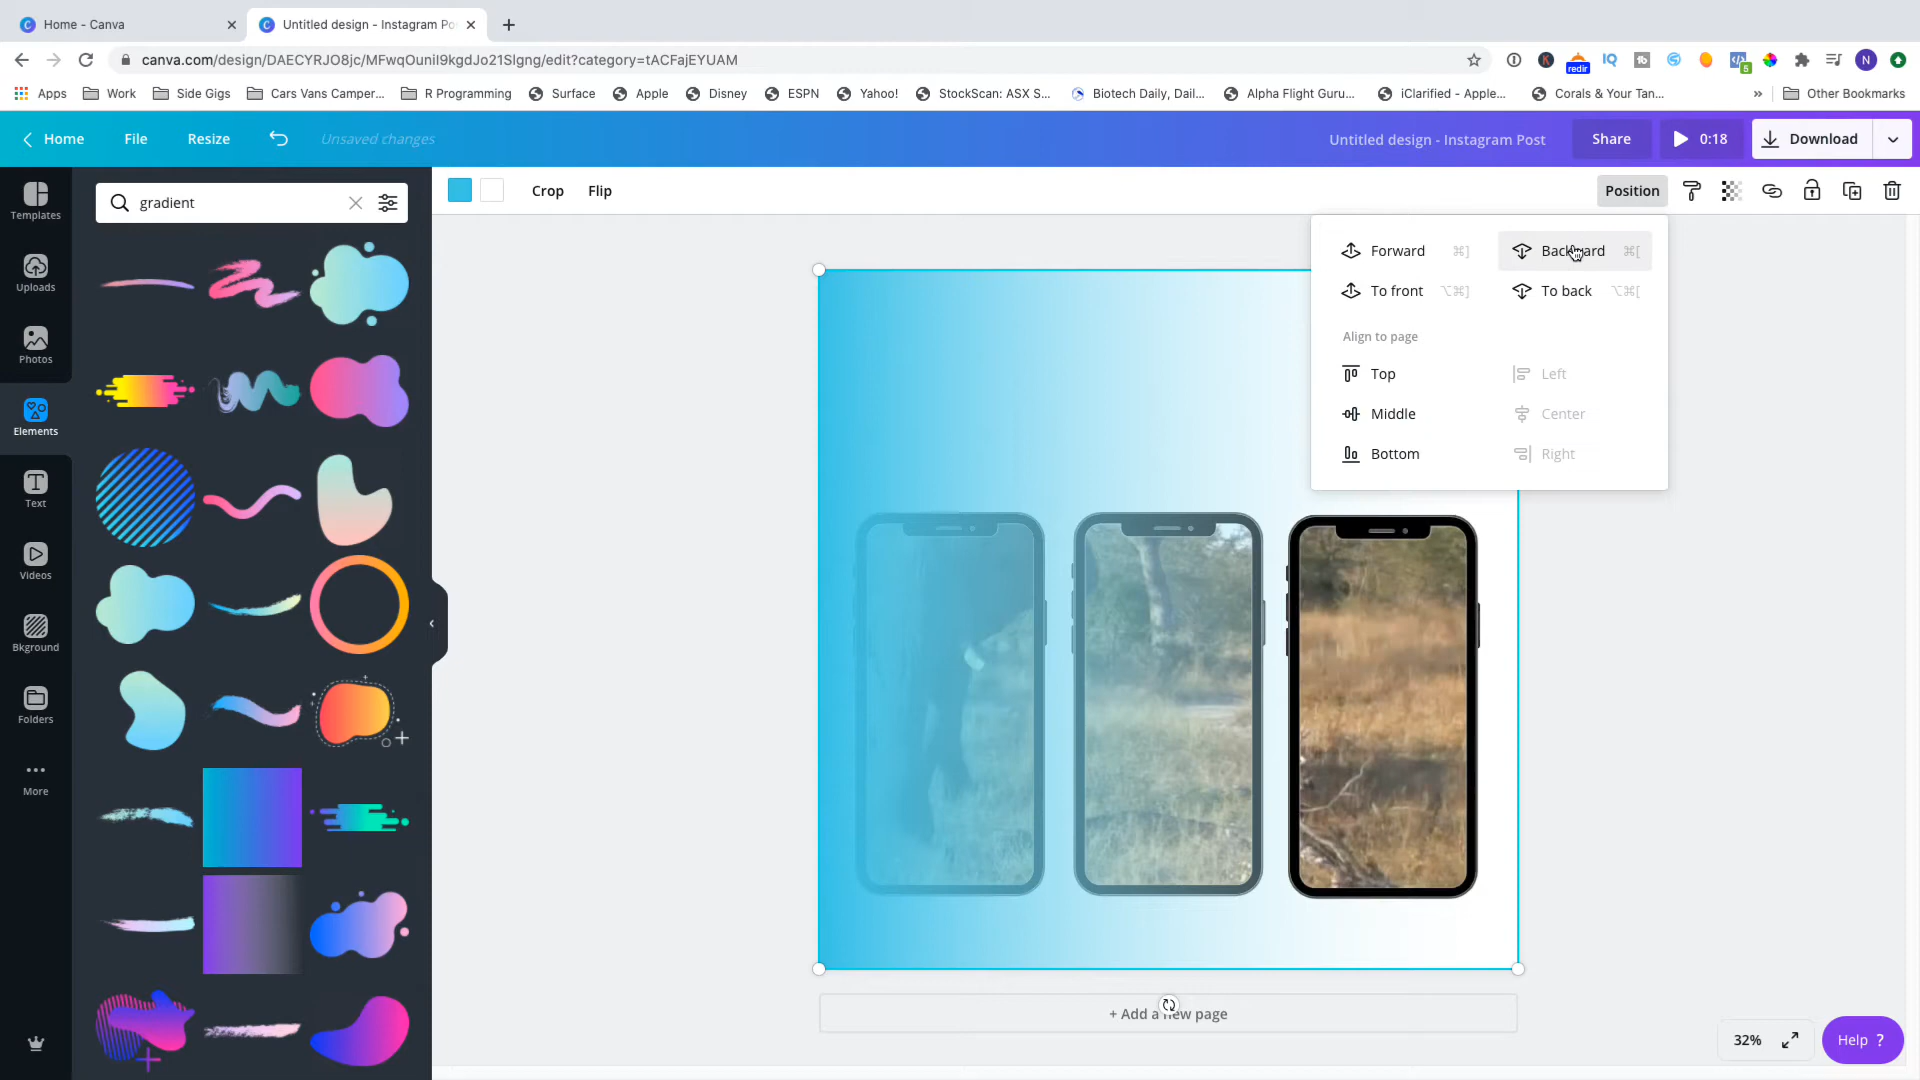 Home - Canva
Untitled design - Instagram Po
canva.com/design/DAECYRJO8jc/MFwqOunil9kgdJo21Slgng/edit?category=tACFajEYUAM
redir
IQ
5
N
Apps
Work
Side Gigs
Cars Vans Camper...
R Programming
Surface
Apple
Disney
ESPN
Yahoo!
StockScan: ASX S...
Biotech Daily, Dail...
Alpha Flight Guru...
iClarified - Apple...
Corals & Your Tan...
»
Other Bookmarks
Home
File
Resize
Unsaved changes
Untitled design - Instagram Post
Share
0:18
Download
gradient
Crop
Flip
Position
Templates
Uploads
Photos
Elements
Text
Videos
Bkground
Folders
More
Forward ⌘]
Backward ⌘[
To front ⌥⌘]
To back ⌥⌘[
Align to page
Top
Left
Middle
Center
Bottom
Right
+ Add a new page
32%
Help ?